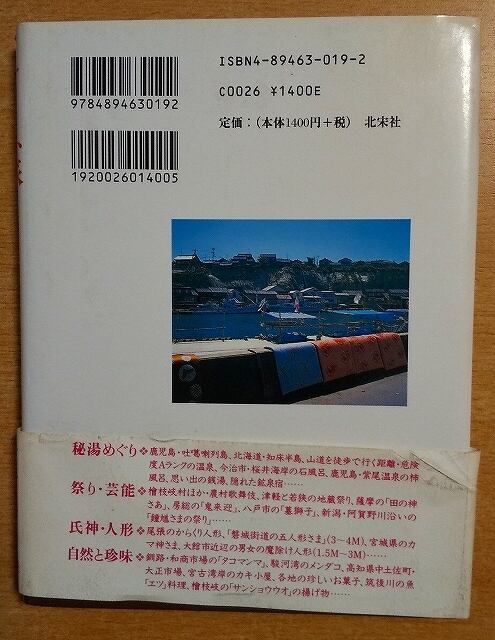 ISBN4-89463-019-2
9784894630192
C0026 ¥1400E
定価:(本体1400円+税) 北宋社
1920026014005
秘湯めぐり❖鹿児島・吐噶喇列島、北海道・知床半島、山道を徒歩で行く距離・危険
度Aランクの温泉、今治市・桜井海岸の石風呂、鹿児島・紫尾温泉の柿
風呂、思い出の銭湯、隠れた鉱泉宿……
祭り・芸能❖檜枝岐村ほか・農村歌舞伎、津軽と若狭の地蔵祭り、薩摩の「田の神
さぁ」、房総の「鬼来迎」、八戸市の「墓獅子」、新潟・阿賀野川沿いの
「鍾馗さまの祭り」……
氏神・人形❖尾張のからくり人形、「磐城街道の五人形さま」(3~4M)、宮城県のカ
マ神さま、大館市近辺の男女の魔除け人形(1.5M~3M)……
自然と珍味❖釧路・和商市場の「タコマンマ」、駿河湾のメンダコ、高知県中土佐町・
大正市場、宮古湾岸のカキ小屋、各地の珍しいお菓子、筑後川の魚
「エツ」料理、檜枝岐の「サンショウウオ」の揚げ物……